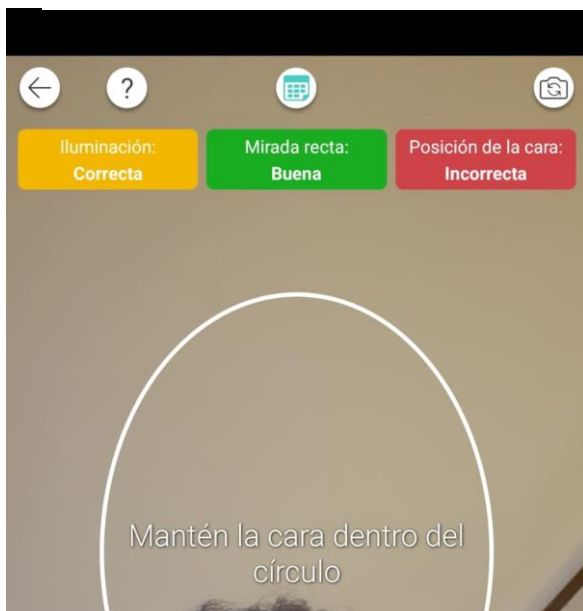 ?
Iluminación:
Correcta
Mirada recta:
Buena
Posición de la cara:
Incorrecta
Mantén la cara dentro del
círculo